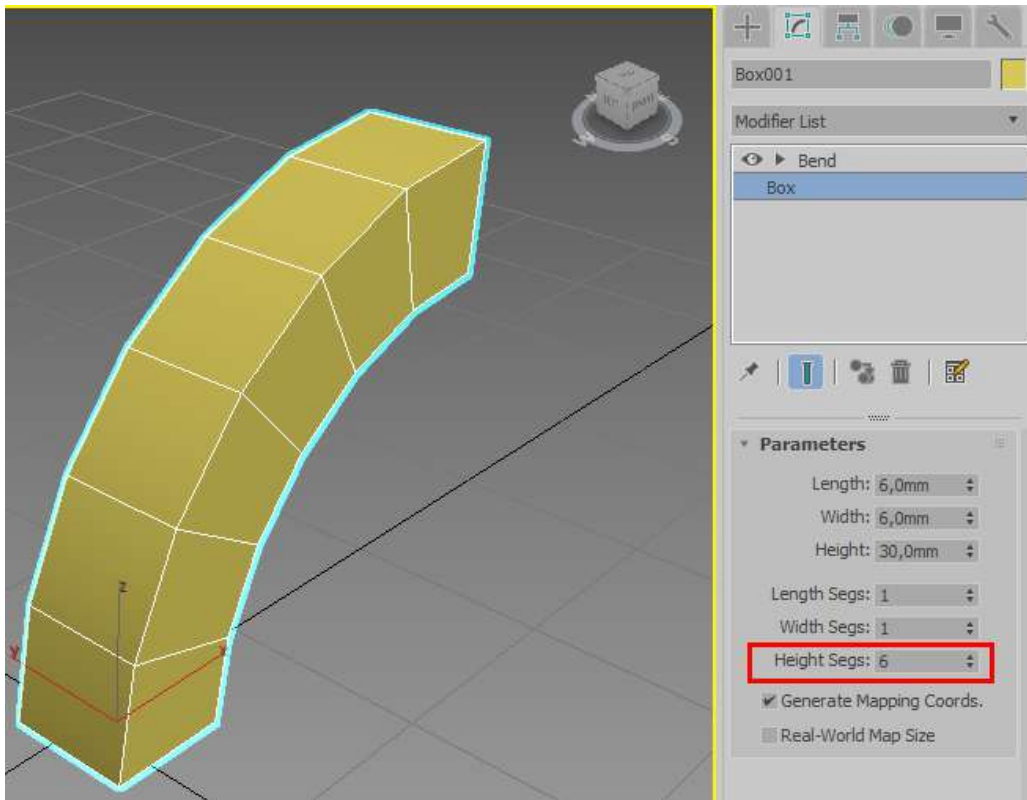 Box001
Modifier List
Bend
Box
Parameters
Length: 6,0mm
Width: 6,0mm
Height: 30,0mm
Length Segs: 1
Width Segs: 1
Height Segs: 6
Generate Mapping Coords.
Real-World Map Size
z